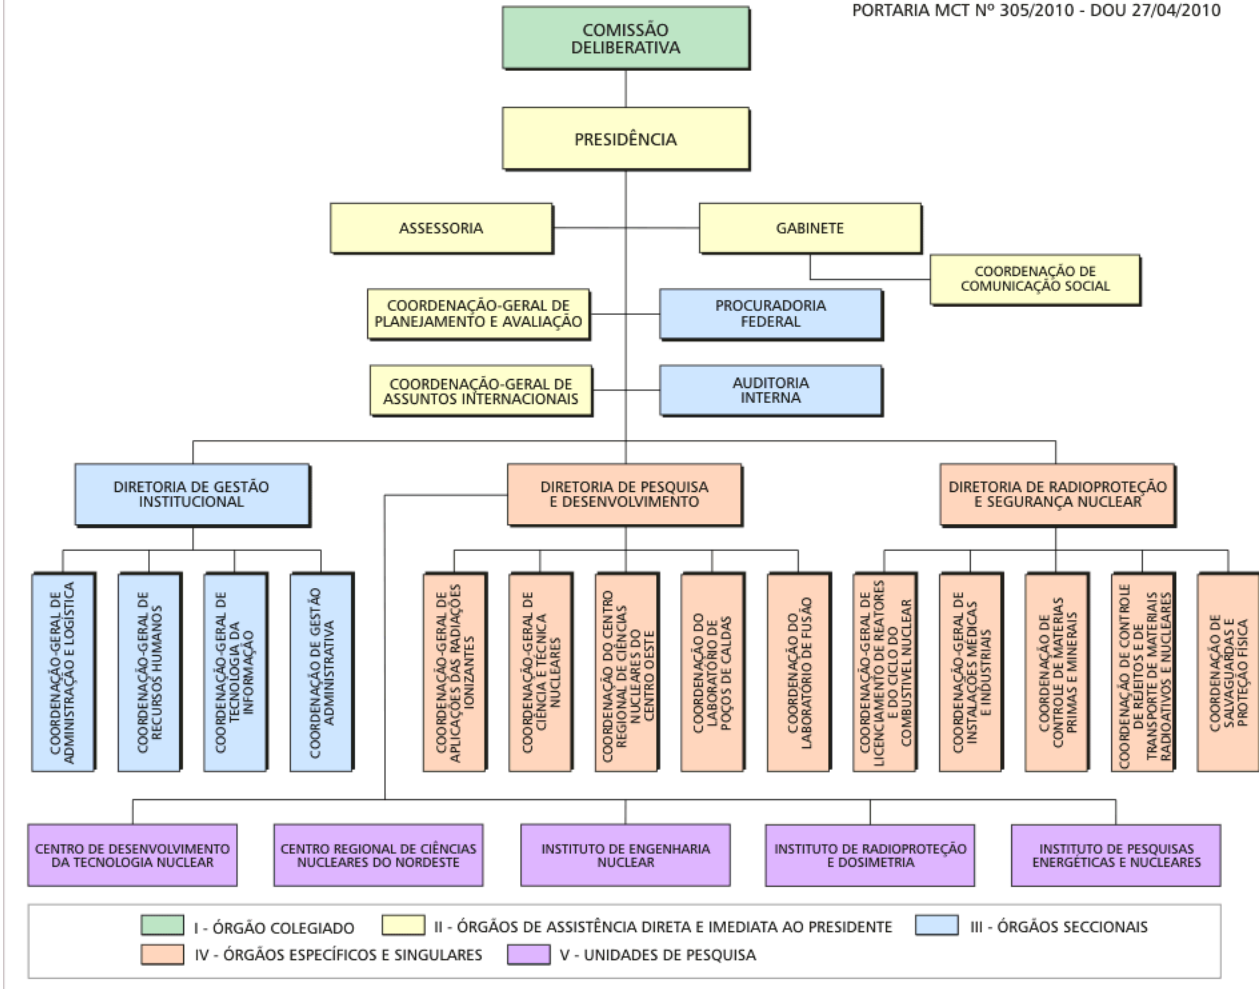 PORTARIA MCT Nº 305/2010 - DOU 27/04/2010
COMISSÃO
DELIBERATIVA
PRESIDÊNCIA
ASSESSORIA
GABINETE
COORDENAÇÃO DE
COMUNICAÇÃO SOCIAL
COORDENAÇÃO-GERAL DE
PLANEJAMENTO E AVALIAÇÃO
PROCURADORIA
FEDERAL
COORDENAÇÃO-GERAL DE
ASSUNTOS INTERNACIONAIS
AUDITORIA
INTERNA
DIRETORIA DE GESTÃO
INSTITUCIONAL
DIRETORIA DE PESQUISA
E DESENVOLVIMENTO
DIRETORIA DE RADIOPROTEÇÃO
E SEGURANÇA NUCLEAR
COORDENAÇÃO-GERAL DE
ADMINISTRAÇÃO E LOGÍSTICA
COORDENAÇÃO-GERAL DE
RECURSOS HUMANOS
COORDENAÇÃO-GERAL DE
TECNOLOGIA DA
INFORMAÇÃO
COORDENAÇÃO DE GESTÃO
ADMINISTRATIVA
COORDENAÇÃO-GERAL DE
APLICAÇÕES DAS RADIAÇÕES
IONIZANTES
COORDENAÇÃO-GERAL DE
CIÊNCIA E TÉCNICA
NUCLEARES
COORDENAÇÃO DO CENTRO
REGIONAL DE CIÊNCIAS
NUCLEARES DO
CENTRO OESTE
COORDENAÇÃO DO
LABORATÓRIO DE
POÇOS DE CALDAS
COORDENAÇÃO DO
LABORATÓRIO DE FUSÃO
COORDENAÇÃO-GERAL DE
LICENCIAMENTO DE REATORES
E DO CICLO DO
COMBUSTIVEL NUCLEAR
COORDENAÇÃO-GERAL DE
INSTALAÇÕES MÉDICAS
E INDUSTRIAIS
COORDENAÇÃO DE
CONTROLE DE MATERIAS
PRIMAS E MINERAIS
COORDENAÇÃO DE CONTROLE
DE REJEITOS E DE
TRANSPORTE DE MATERIAIS
RADIOATIVOS E NUCLEARES
COORDENAÇÃO DE
SALVAGUARDAS E
PROTEÇÃO FÍSICA
CENTRO DE DESENVOLVIMENTO
DA TECNOLOGIA NUCLEAR
CENTRO REGIONAL DE CIÊNCIAS
NUCLEARES DO NORDESTE
INSTITUTO DE ENGENHARIA
NUCLEAR
INSTITUTO DE RADIOPROTEÇÃO
E DOSIMETRIA
INSTITUTO DE PESQUISAS
ENERGÉTICAS E NUCLEARES
I - ÓRGÃO COLEGIADO
II - ÓRGÃOS DE ASSISTÊNCIA DIRETA E IMEDIATA AO PRESIDENTE
III - ÓRGÃOS SECCIONAIS
IV - ÓRGÃOS ESPECÍFICOS E SINGULARES
V - UNIDADES DE PESQUISA